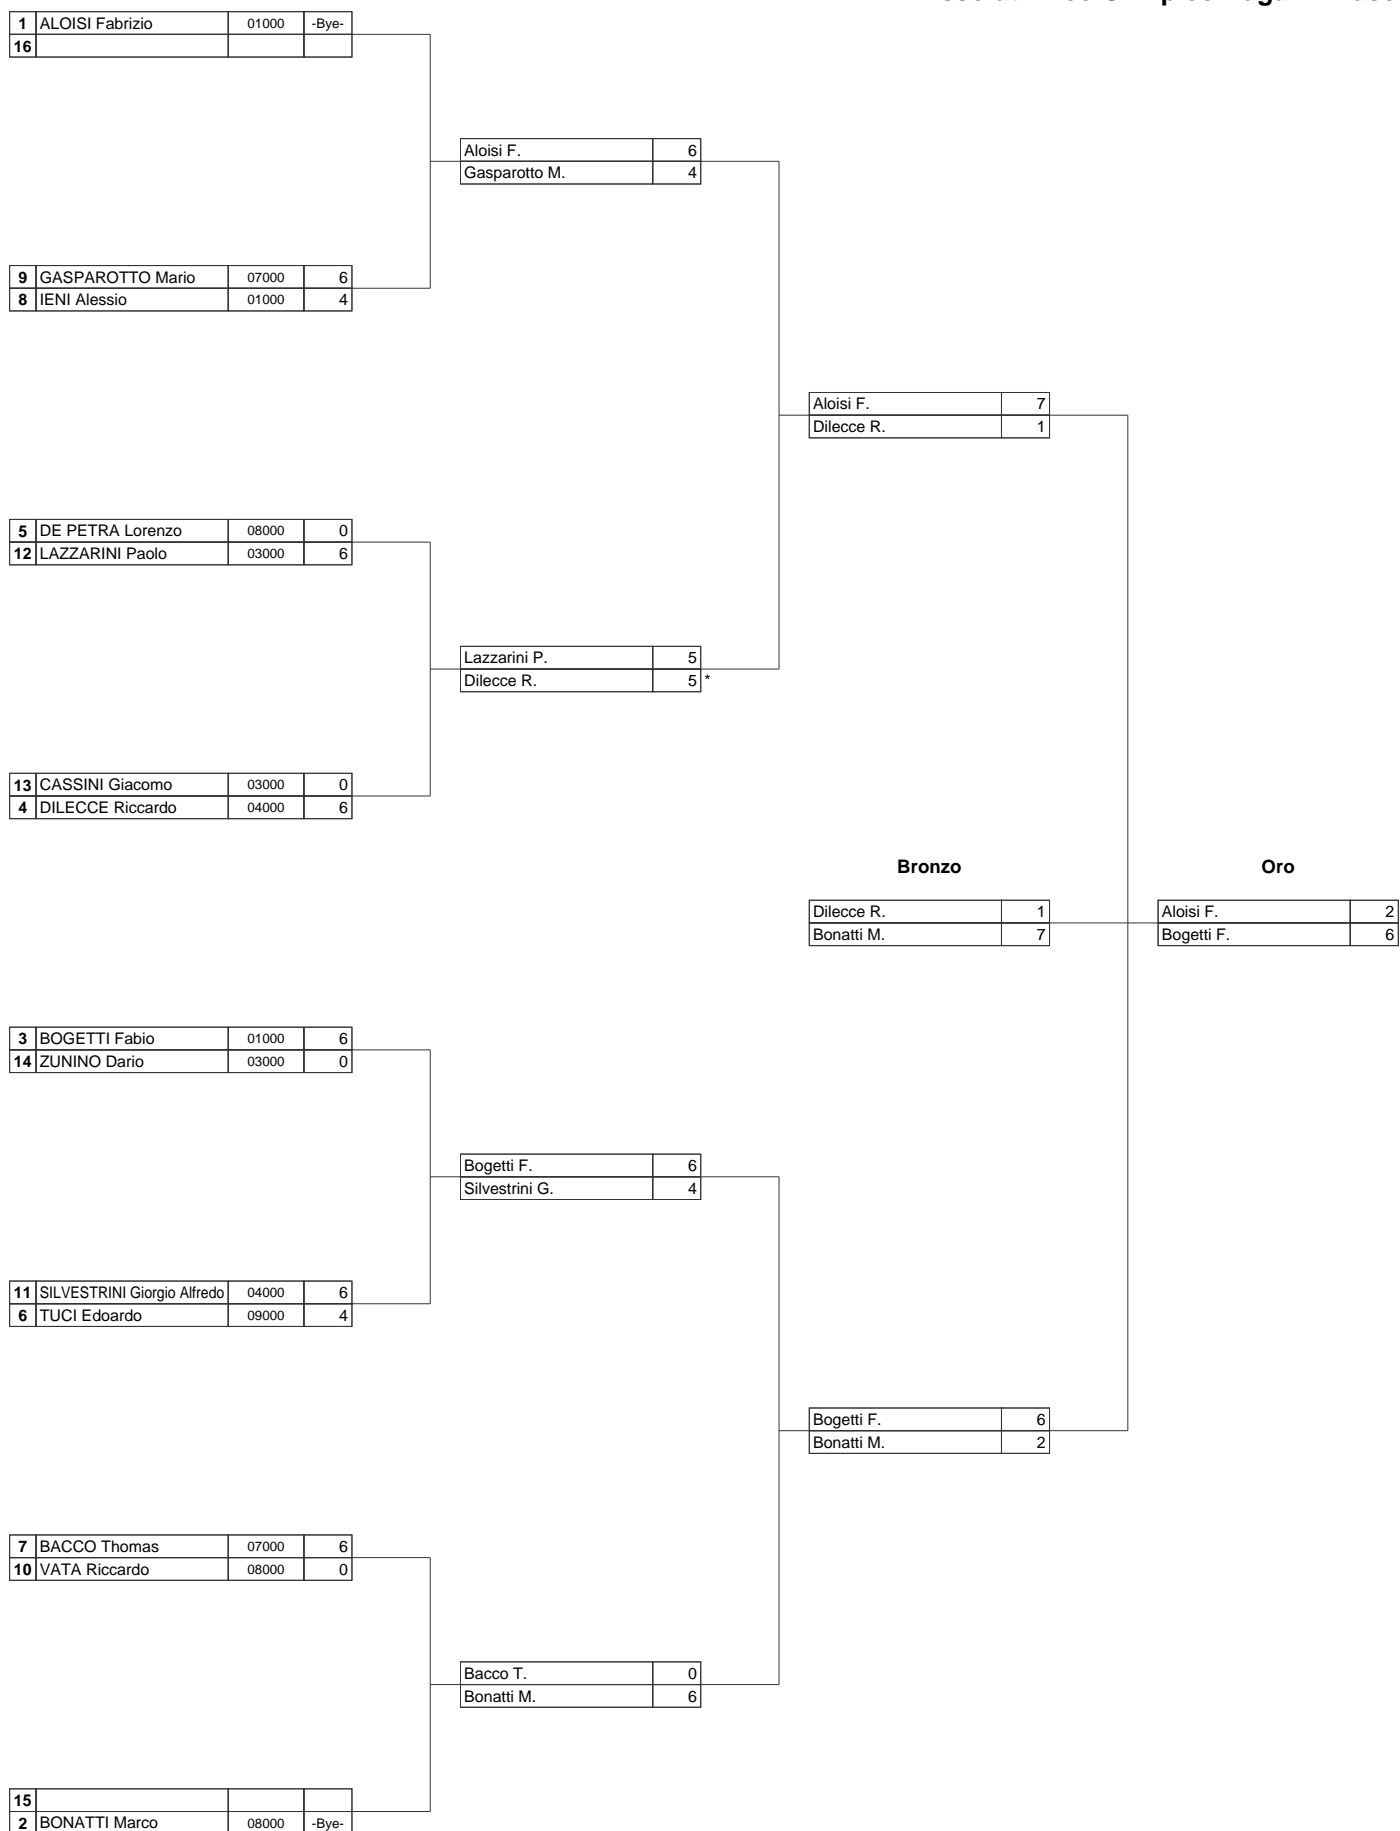 1 ALOISI Fabrizio 01000 -Bye-
16
Aloisi F. 6
Gasparotto M. 4
9 GASPAROTTO Mario 07000 6
8 IENI Alessio 01000 4
Aloisi F. 7
Dilecce R. 1
5 DE PETRA Lorenzo 08000 0
12 LAZZARINI Paolo 03000 6
Lazzarini P. 5
Dilecce R. 5 *
13 CASSINI Giacomo 03000 0
4 DILECCE Riccardo 04000 6
Bronzo Oro
Dilecce R. 1 Aloisi F. 2
Bonatti M. 7 Bogetti F. 6
3 BOGETTI Fabio 01000 6
14 ZUNINO Dario 03000 0
Bogetti F. 6
Silvestrini G. 4
11 SILVESTRINI Giorgio Alfredo 04000 6
6 TUCI Edoardo 09000 4
Bogetti F. 6
Bonatti M. 2
7 BACCO Thomas 07000 6
10 VATA Riccardo 08000 0
Bacco T. 0
Bonatti M. 6
15
2 BONATTI Marco 08000 -Bye-